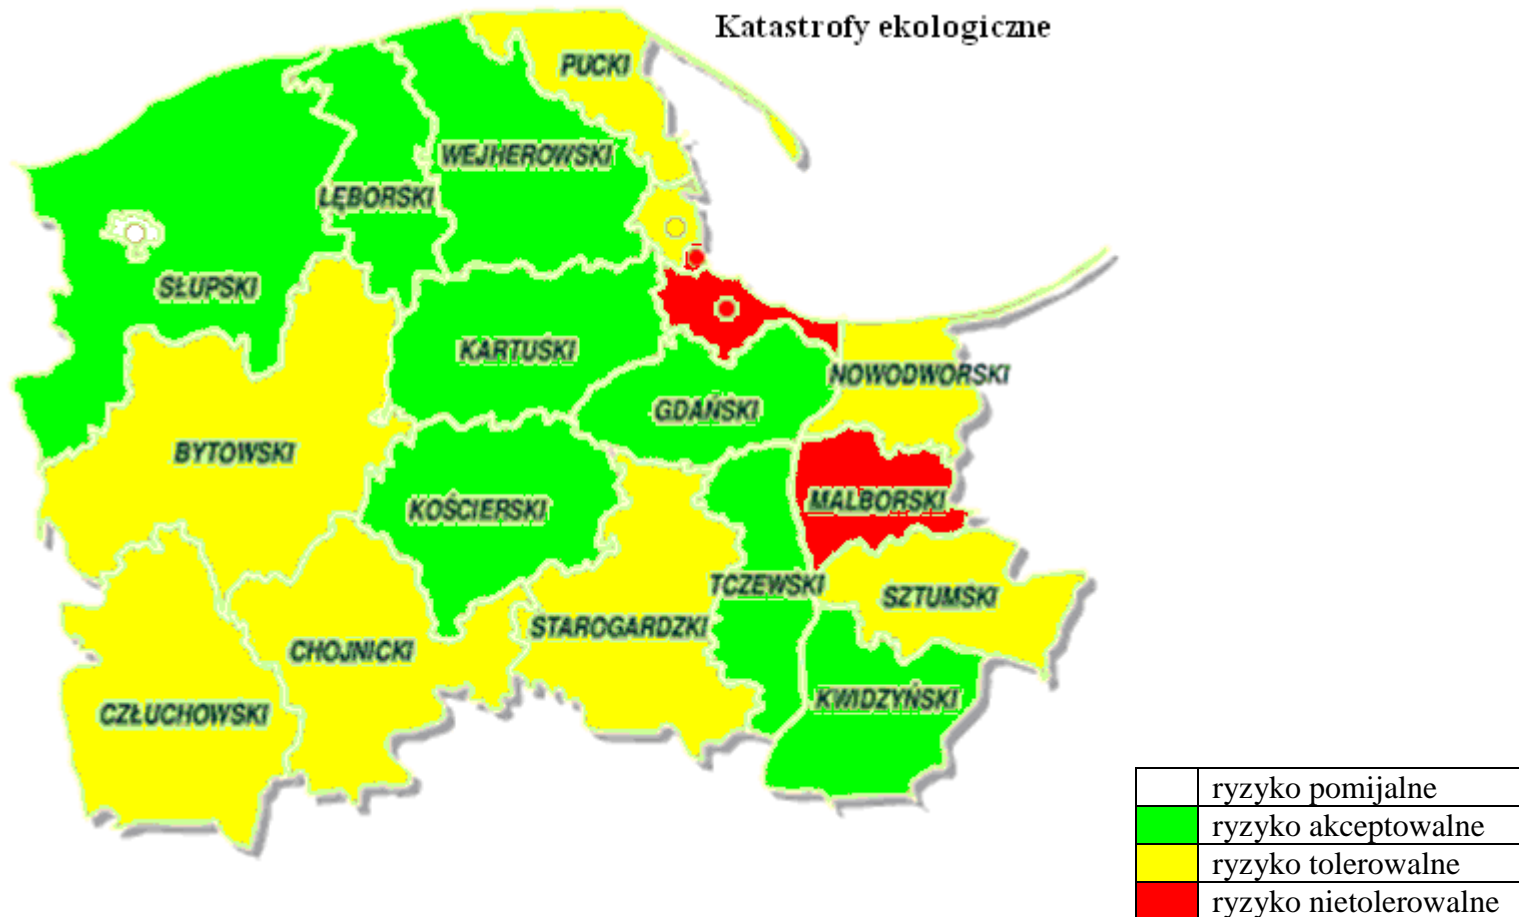 Katastrofy ekologiczne
PUCKI
WEJHEROWSKI
LĘBORSKI
SŁUPSKI
KARTUSKI
NOWODWORSKI
GDAŃSKI
BYTOWSKI
MALBORSKI
KOŚCIERSKI
TCZEWSKI
SZTUMSKI
STAROGARDZKI
CHOJNICKI
KWIDZYŃSKI
CZŁUCHOWSKI
ryzyko pomijalne
ryzyko akceptowalne
ryzyko tolerowalne
ryzyko nietolerowalne